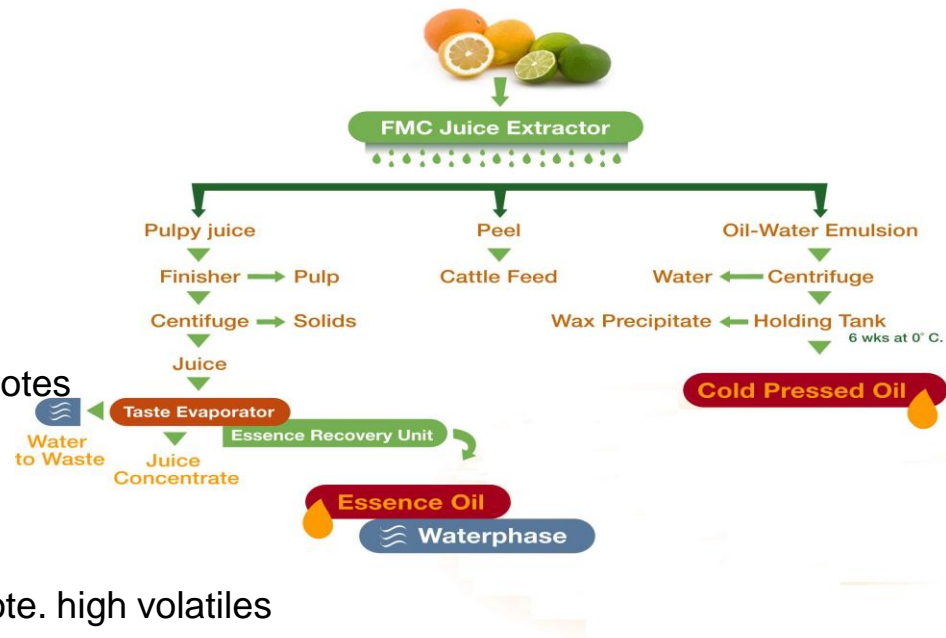 FMC Juice Extractor
Pulpy juice Peel Oil-Water Emulsion
Finisher Pulp Cattle Feed Water Centrifuge
Centifuge Solids Wax Precipitate Holding Tank
6 wks at 0° C.
Juice
otes
Taste Evaporator
Cold Pressed Oil
Essence Recovery Unit
Water
to Waste
Juice
Concentrate
Essence Oil
Waterphase
ote. high volatiles